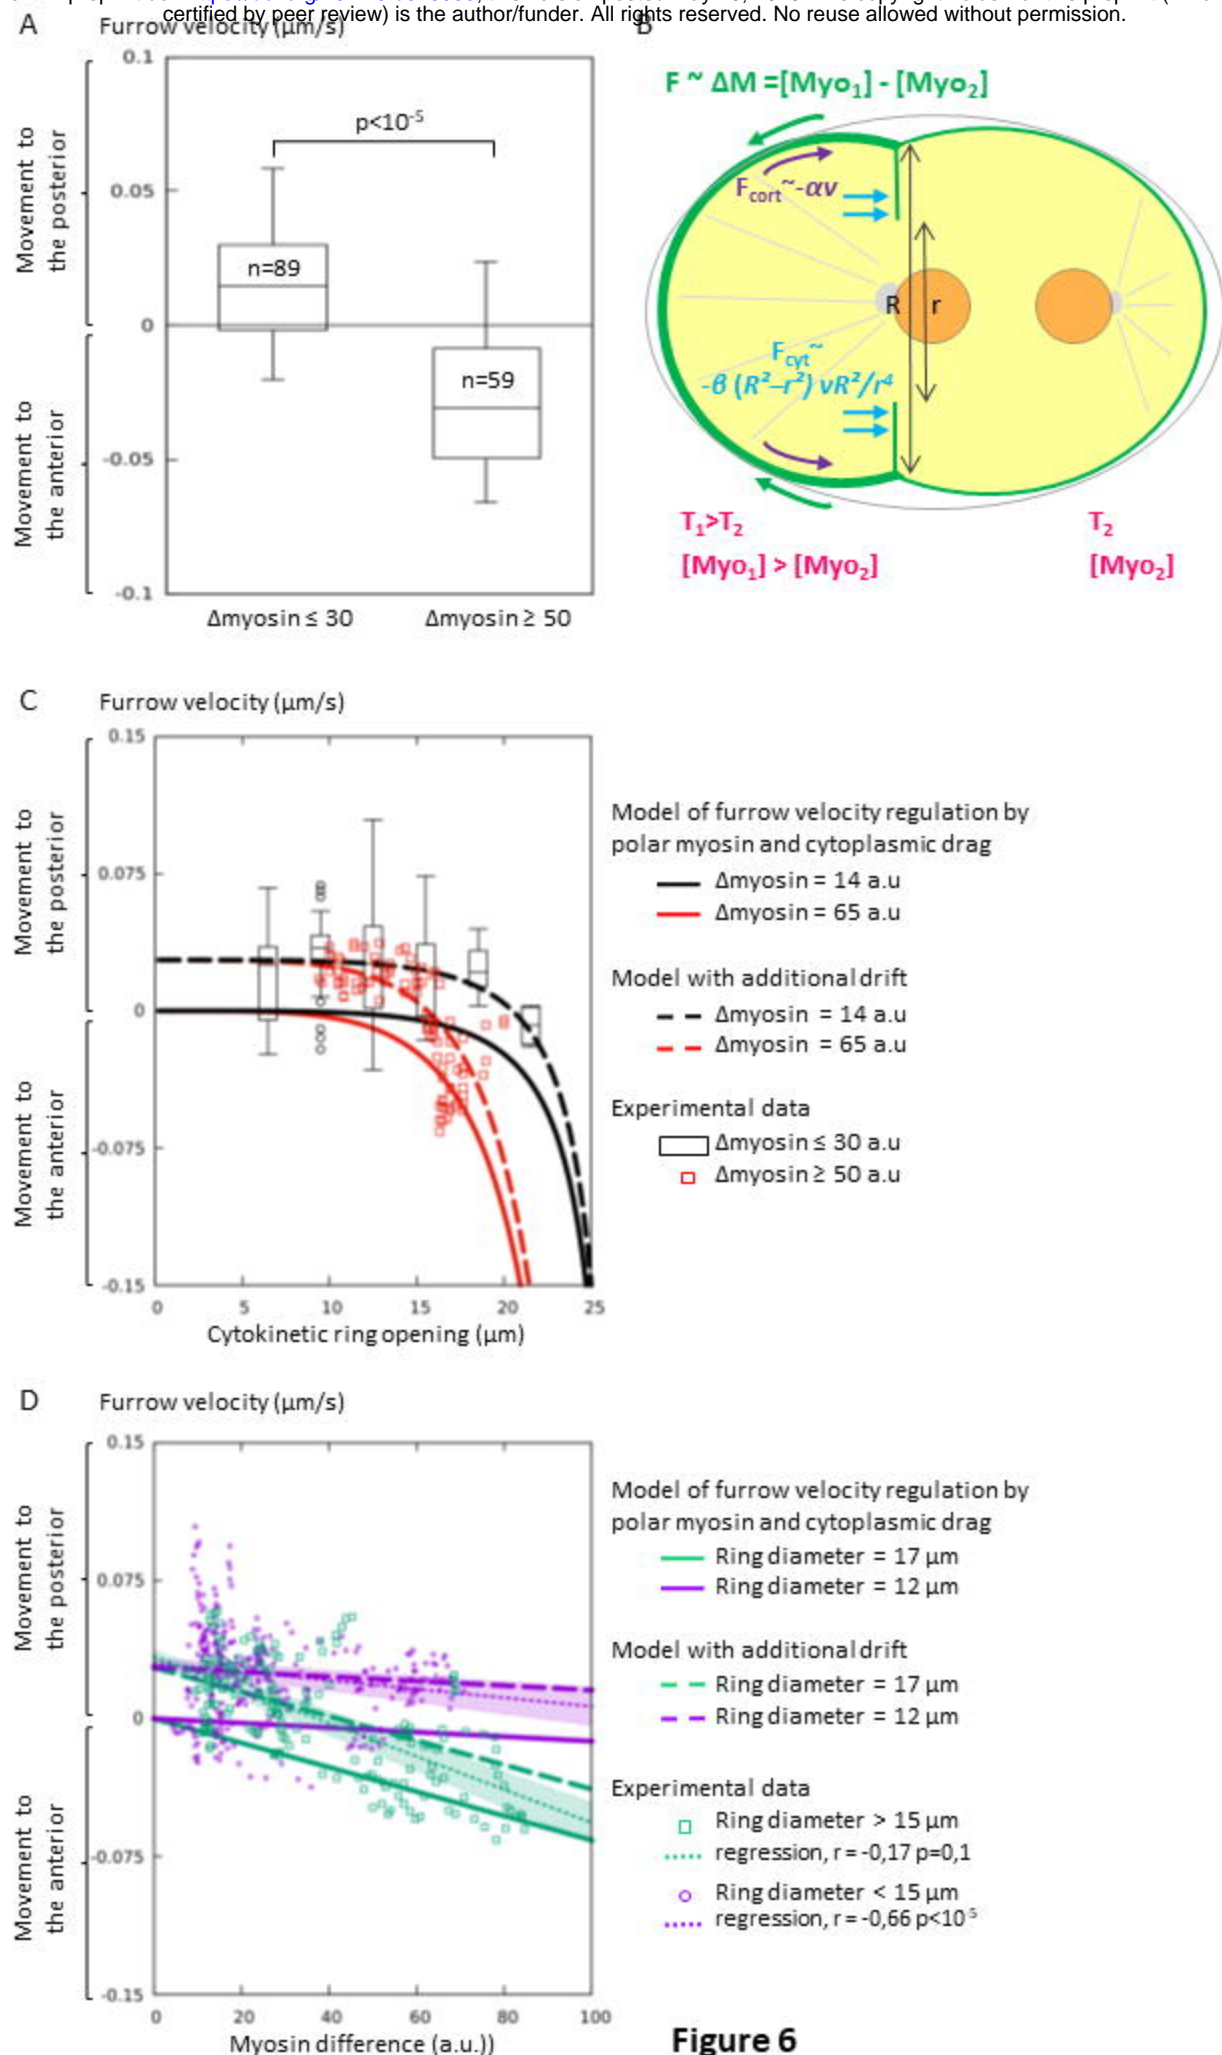 certified by peer review) is the author/funder. All rights reserved. No reuse allowed without permission.
A
Furrow velocity (µm/s)
Movement to
the posterior
Movement to
the anterior
0.1
0.05
0
-0.05
-0.1
p<10-5
n=89
n=59
Δmyosin ≤ 30
Δmyosin ≥ 50
B
F ~ ΔM =[Myo1] - [Myo2]
Fcort~-αv
R
r
Fcyt~
-β (R²–r²) vR²/r⁴
T1>T2
[Myo1] > [Myo2]
T2
[Myo2]
C
Furrow velocity (µm/s)
Movement to
the posterior
Movement to
the anterior
0.15
0.075
0
-0.075
-0.15
0 5 10 15 20 25
Cytokinetic ring opening (µm)
Model of furrow velocity regulation by
polar myosin and cytoplasmic drag
Δmyosin = 14 a.u
Δmyosin = 65 a.u
Model with additional drift
Δmyosin = 14 a.u
Δmyosin = 65 a.u
Experimental data
Δmyosin ≤ 30 a.u
Δmyosin ≥ 50 a.u
D
Furrow velocity (µm/s)
Movement to
the posterior
Movement to
the anterior
0.15
0.075
0
-0.075
-0.15
0 20 40 60 80 100
Myosin difference (a.u.))
Model of furrow velocity regulation by
polar myosin and cytoplasmic drag
Ring diameter = 17 µm
Ring diameter = 12 µm
Model with additional drift
Ring diameter = 17 µm
Ring diameter = 12 µm
Experimental data
Ring diameter > 15 µm
regression, r = -0,17 p=0,1
Ring diameter < 15 µm
regression, r = -0,66 p<10-5
Figure 6